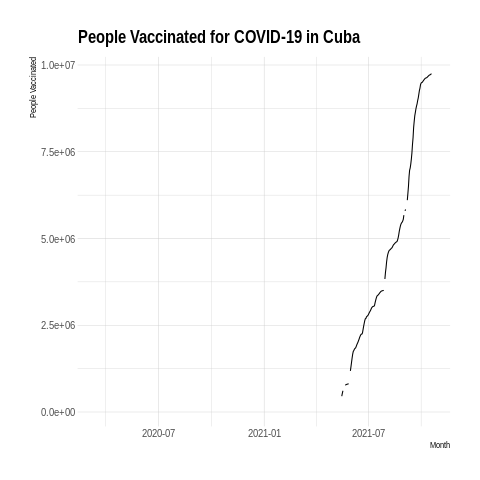 People Vaccinated for COVID-19 in Cuba
People Vaccinated
1.0e+07
7.5e+06
5.0e+06
2.5e+06
0.0e+00
2020-07
2021-01
2021-07
Month